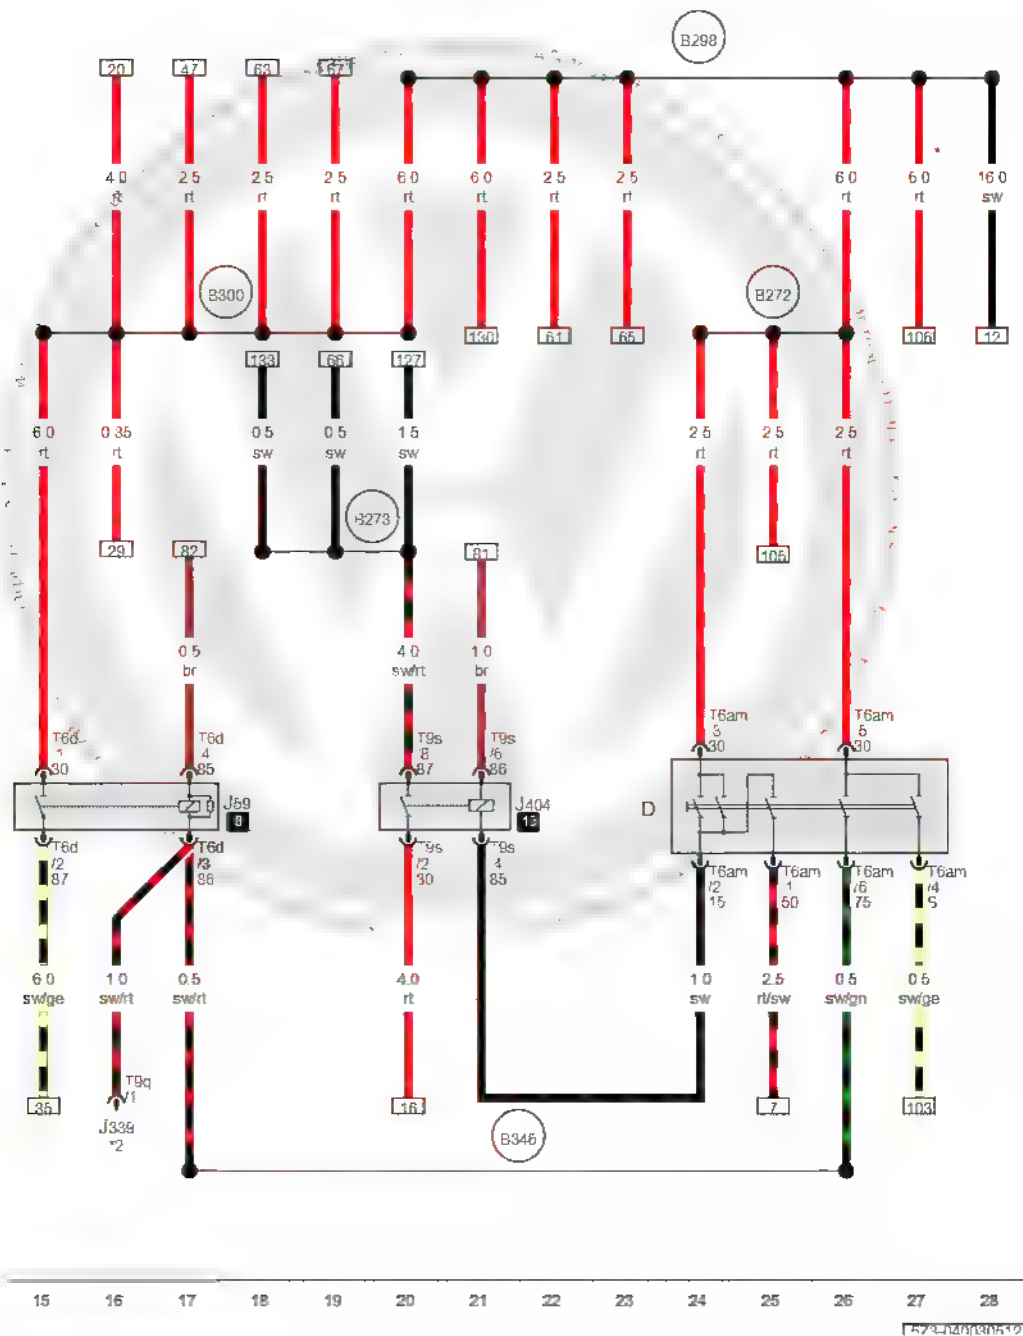 B298
20 47 63 67
4.0 2.5 2.5 2.5 6.0 6.0 2.5 2.5 6.0 6.0 16.0
rt rt rt rt rt rt rt rt rt rt sw
B300 B272
130 61 65 106 12
133 66 127
6.0 0.35 0.5 0.5 1.5 2.5 2.5 2.5
rt rt sw sw sw rt rt rt
B273
29 82 81 105
0.5 4.0 1.0
br sw/rt br
T6d T6d T9s T9s T6am T6am
/4 /8 /6 /3 /5
30 85 87 86 30 30
J59 J404 D
T6d T6d T9s T9s T6am T6am T6am T6am
/2 /3 /2 /4 /2 /1 /6 /4
87 86 30 85 15 50 75 S
6.0 1.0 0.5 4.0 1.0 2.5 0.5 0.5
sw/ge sw/rt sw/rt rt sw rt/sw sw/gn sw/ge
T9q
/1
35 16 7 103
J339
*2
B346
15 16 17 18 19 20 21 22 23 24 25 26 27 28